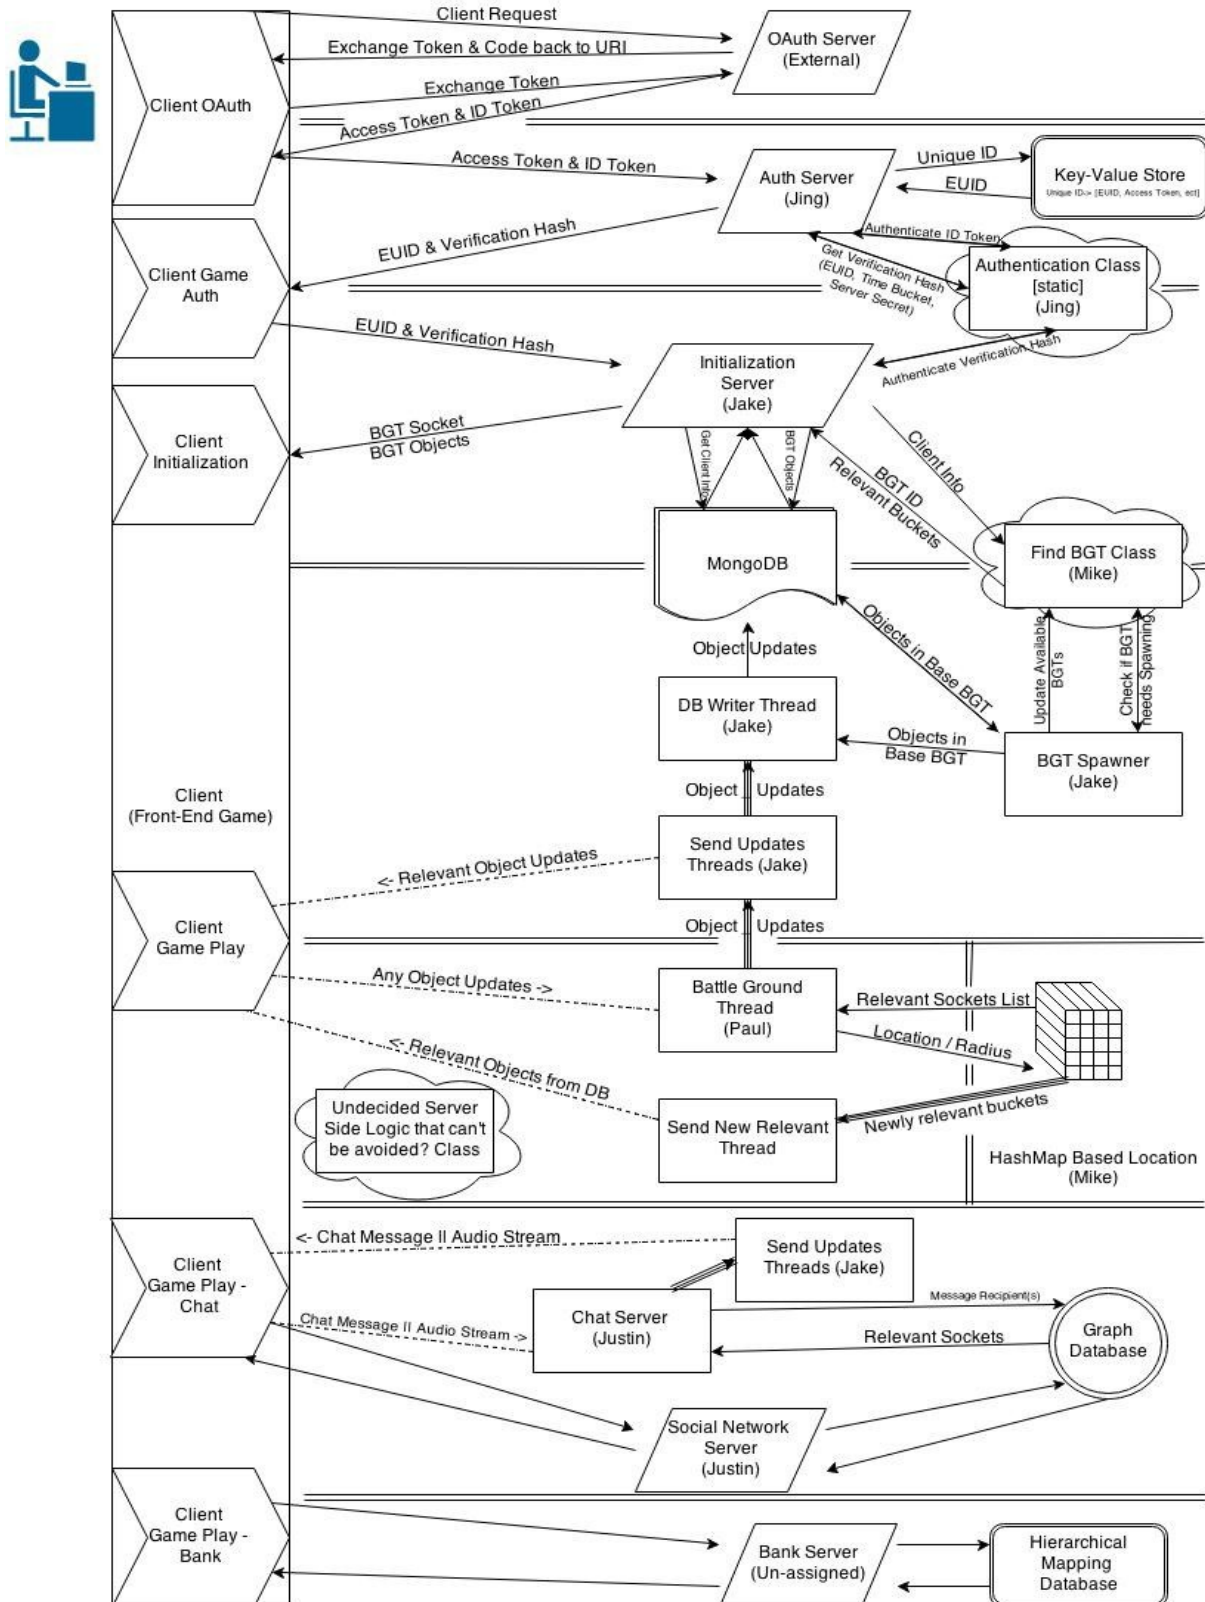 Client Request
Exchange Token & Code back to URI
OAuth Server
(External)
Client OAuth
Exchange Token
Access Token & ID Token
Access Token & ID Token
Auth Server
(Jing)
Unique ID
EUID
Key-Value Store
Unique ID-> [EUID, Access Token, ect]
Authenticate ID Token
Get Verification Hash
(EUID, Time Bucket,
Server Secret)
Authentication Class
[static]
(Jing)
EUID & Verification Hash
Client Game
Auth
EUID & Verification Hash
Initialization
Server
(Jake)
Authenticate Verification Hash
Client
Initialization
BGT Socket
BGT Objects
Get Client Info
BGT Objects
Client Info
BGT ID
Relevant Buckets
MongoDB
Find BGT Class
(Mike)
Object Updates
Objects in Base BGT
Update Available
BGTs
Check if BGT
needs Spawning
DB Writer Thread
(Jake)
Objects in
Base BGT
BGT Spawner
(Jake)
Client
(Front-End Game)
Object Updates
Send Updates
Threads (Jake)
<- Relevant Object Updates
Client
Game Play
Object Updates
Any Object Updates ->
Battle Ground
Thread
(Paul)
Relevant Sockets List
Location / Radius
<- Relevant Objects from DB
Newly relevant buckets
Undecided Server
Side Logic that can't
be avoided? Class
Send New Relevant
Thread
HashMap Based Location
(Mike)
<- Chat Message || Audio Stream
Send Updates
Threads (Jake)
Client
Game Play -
Chat
Chat Message || Audio Stream ->
Chat Server
(Justin)
Message Recipient(s)
Relevant Sockets
Graph
Database
Social Network
Server
(Justin)
Client
Game Play -
Bank
Bank Server
(Un-assigned)
Hierarchical
Mapping
Database